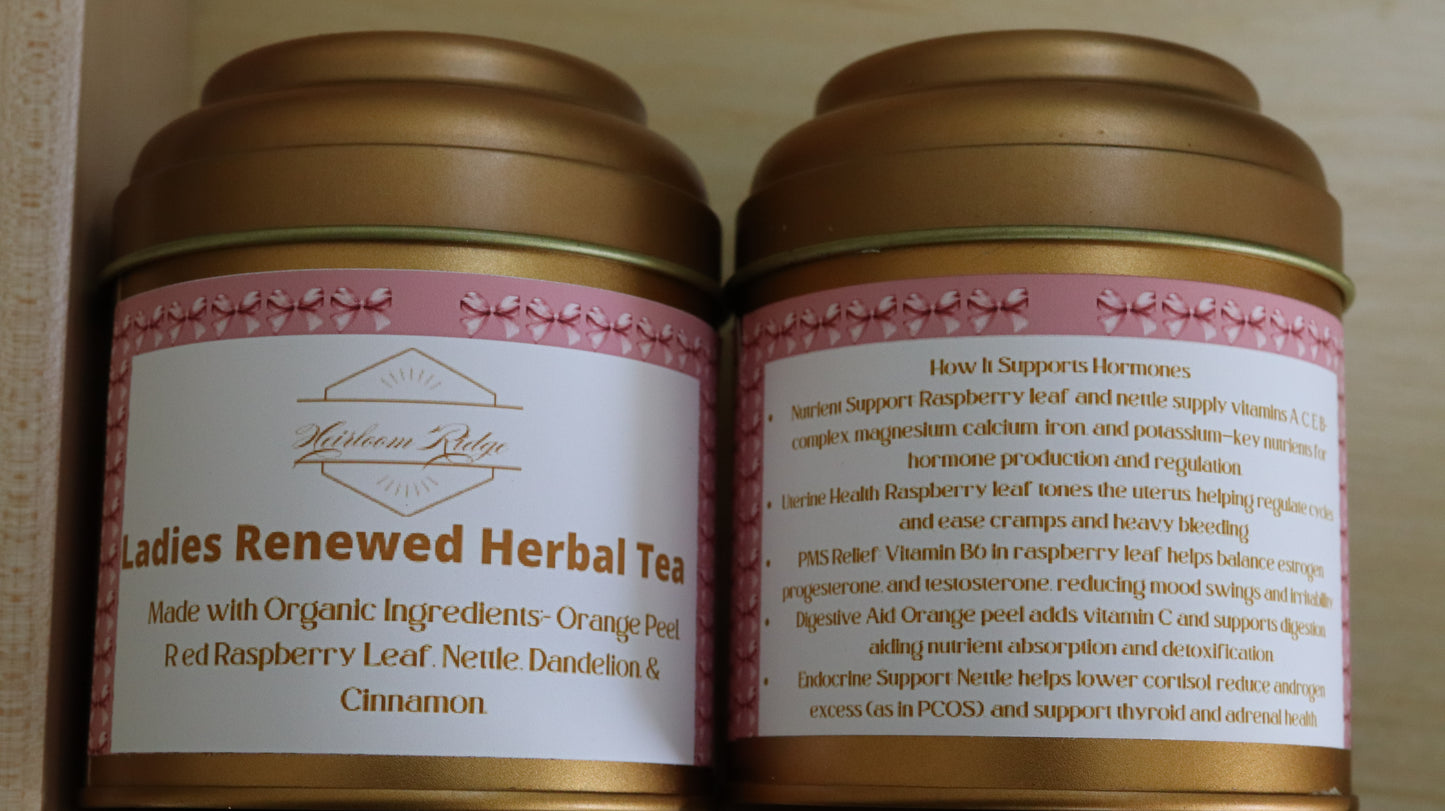 Heirloom Ridge
Ladies Renewed Herbal Tea
Made with Organic Ingredients:- Orange Peel,
Red Raspberry Leaf, Nettle, Dandelion, &
Cinnamon.
How It Supports Hormones
• Nutrient Support: Raspberry leaf and nettle supply vitamins A, C, E, B-
complex, magnesium, calcium, iron, and potassium—key nutrients for
hormone production and regulation.
• Uterine Health: Raspberry leaf tones the uterus, helping regulate cycles
and ease cramps and heavy bleeding
• PMS Relief: Vitamin B6 in raspberry leaf helps balance estrogen,
progesterone, and testosterone, reducing mood swings and irritability
• Digestive Aid: Orange peel adds vitamin C and supports digestion,
aiding nutrient absorption and detoxification.
• Endocrine Support: Nettle helps lower cortisol, reduce androgen
excess (as in PCOS), and support thyroid and adrenal health.